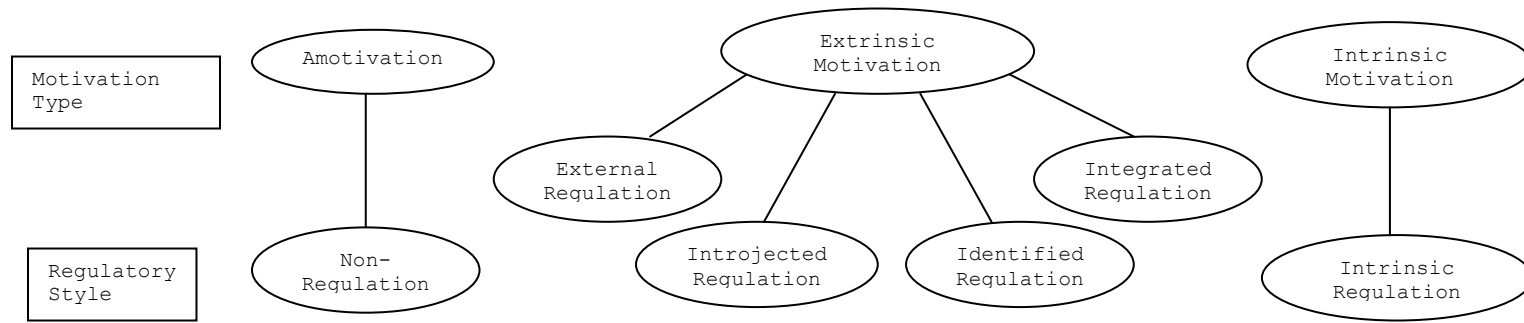 Motivation
Type
Amotivation
Extrinsic
Motivation
Intrinsic
Motivation
External
Regulation
Integrated
Regulation
Regulatory
Style
Non-
Regulation
Introjected
Regulation
Identified
Regulation
Intrinsic
Regulation